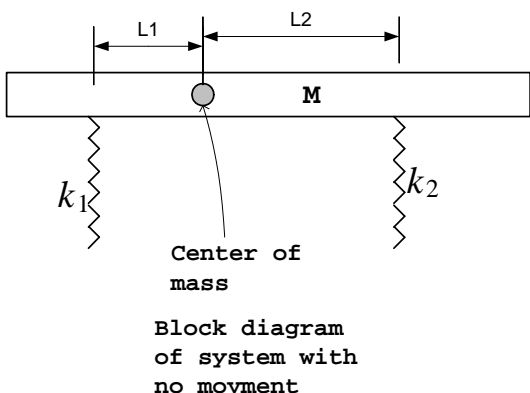 L1
L2
M
k1
k2
Center of
mass
Block diagram
of system with
no movment